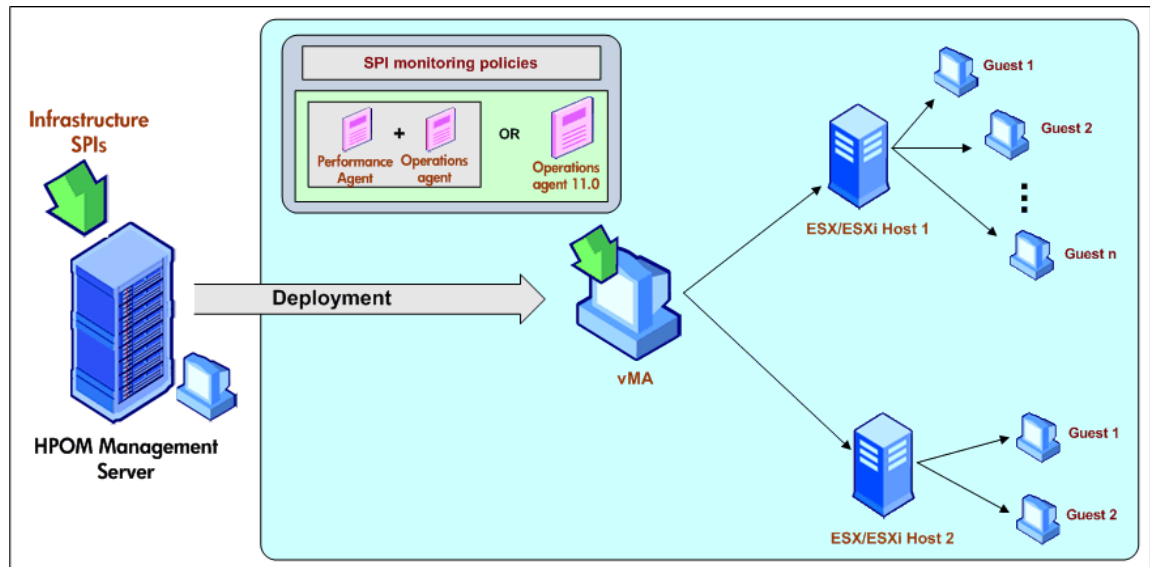 SPI monitoring policies
Infrastructure
SPIs
+
OR
Performance
Agent
Operations
agent
Operations
agent 11.0
Guest 1
Guest 2
Guest n
ESX/ESXi Host 1
Deployment
vMA
HPOM Management
Server
Guest 1
Guest 2
ESX/ESXi Host 2